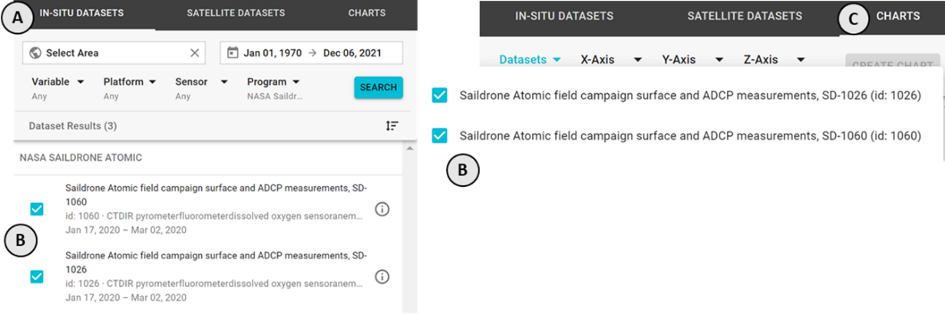 A
IN-SITU DATASETS
SATELLITE DATASETS
CHARTS
Select Area
Jan 01, 1970 → Dec 06, 2021
Variable Platform Sensor Program
Any Any Any NASA Saildr...
SEARCH
Dataset Results (3)
NASA SAILDRONE ATOMIC
Saildrone Atomic field campaign surface and ADCP measurements, SD-
1060
id: 1060 · CTDIR pyrometerfluorometerdissolved oxygen sensoranem...
Jan 17, 2020 – Mar 02, 2020
B
Saildrone Atomic field campaign surface and ADCP measurements, SD-
1026
id: 1026 · CTDIR pyrometerfluorometerdissolved oxygen sensoranem...
Jan 17, 2020 – Mar 02, 2020
IN-SITU DATASETS
SATELLITE DATASETS
C
CHARTS
Datasets X-Axis Y-Axis Z-Axis
CREATE CHART
Saildrone Atomic field campaign surface and ADCP measurements, SD-1026 (id: 1026)
Saildrone Atomic field campaign surface and ADCP measurements, SD-1060 (id: 1060)
B